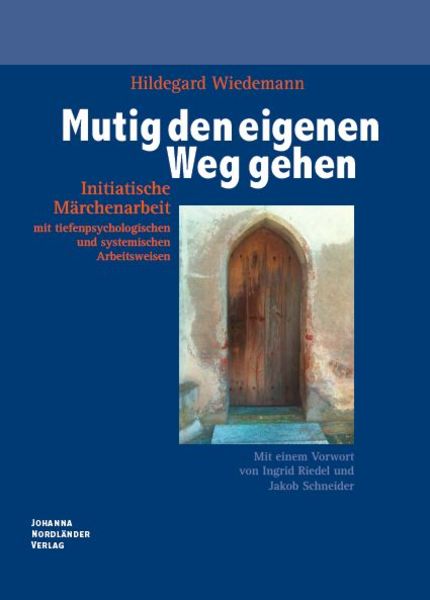 Hildegard Wiedemann
Mutig den eigenen
Weg gehen
Initiatische
Märchenarbeit
mit tiefenpsychologischen
und systemischen
Arbeitsweisen
Mit einem Vorwort
von Ingrid Riedel und
Jakob Schneider
Johanna
Nordländer
Verlag